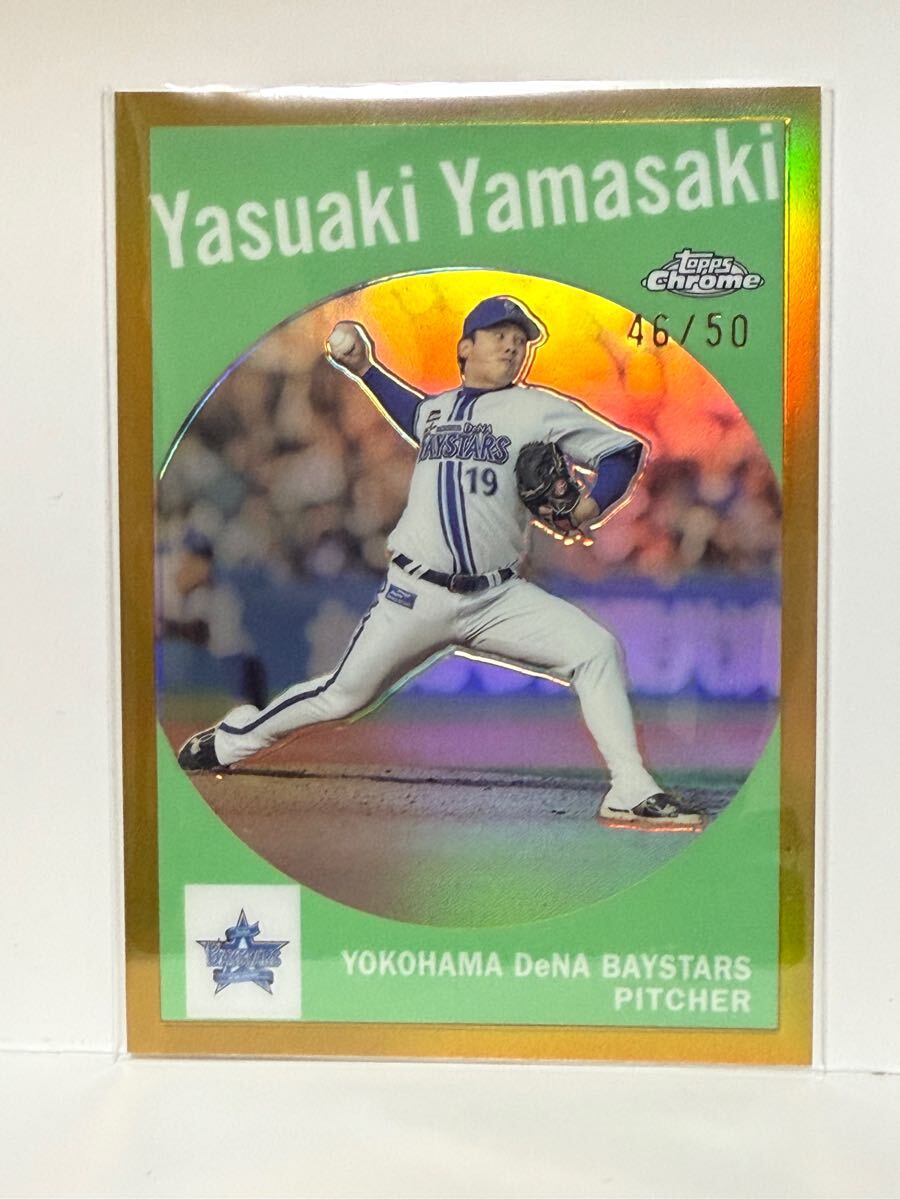 Yasuaki Yamasaki
Topps
Chrome
46/50
DeNA
BAYSTARS
19
BAYSTARS
YOKOHAMA DeNA BAYSTARS
PITCHER